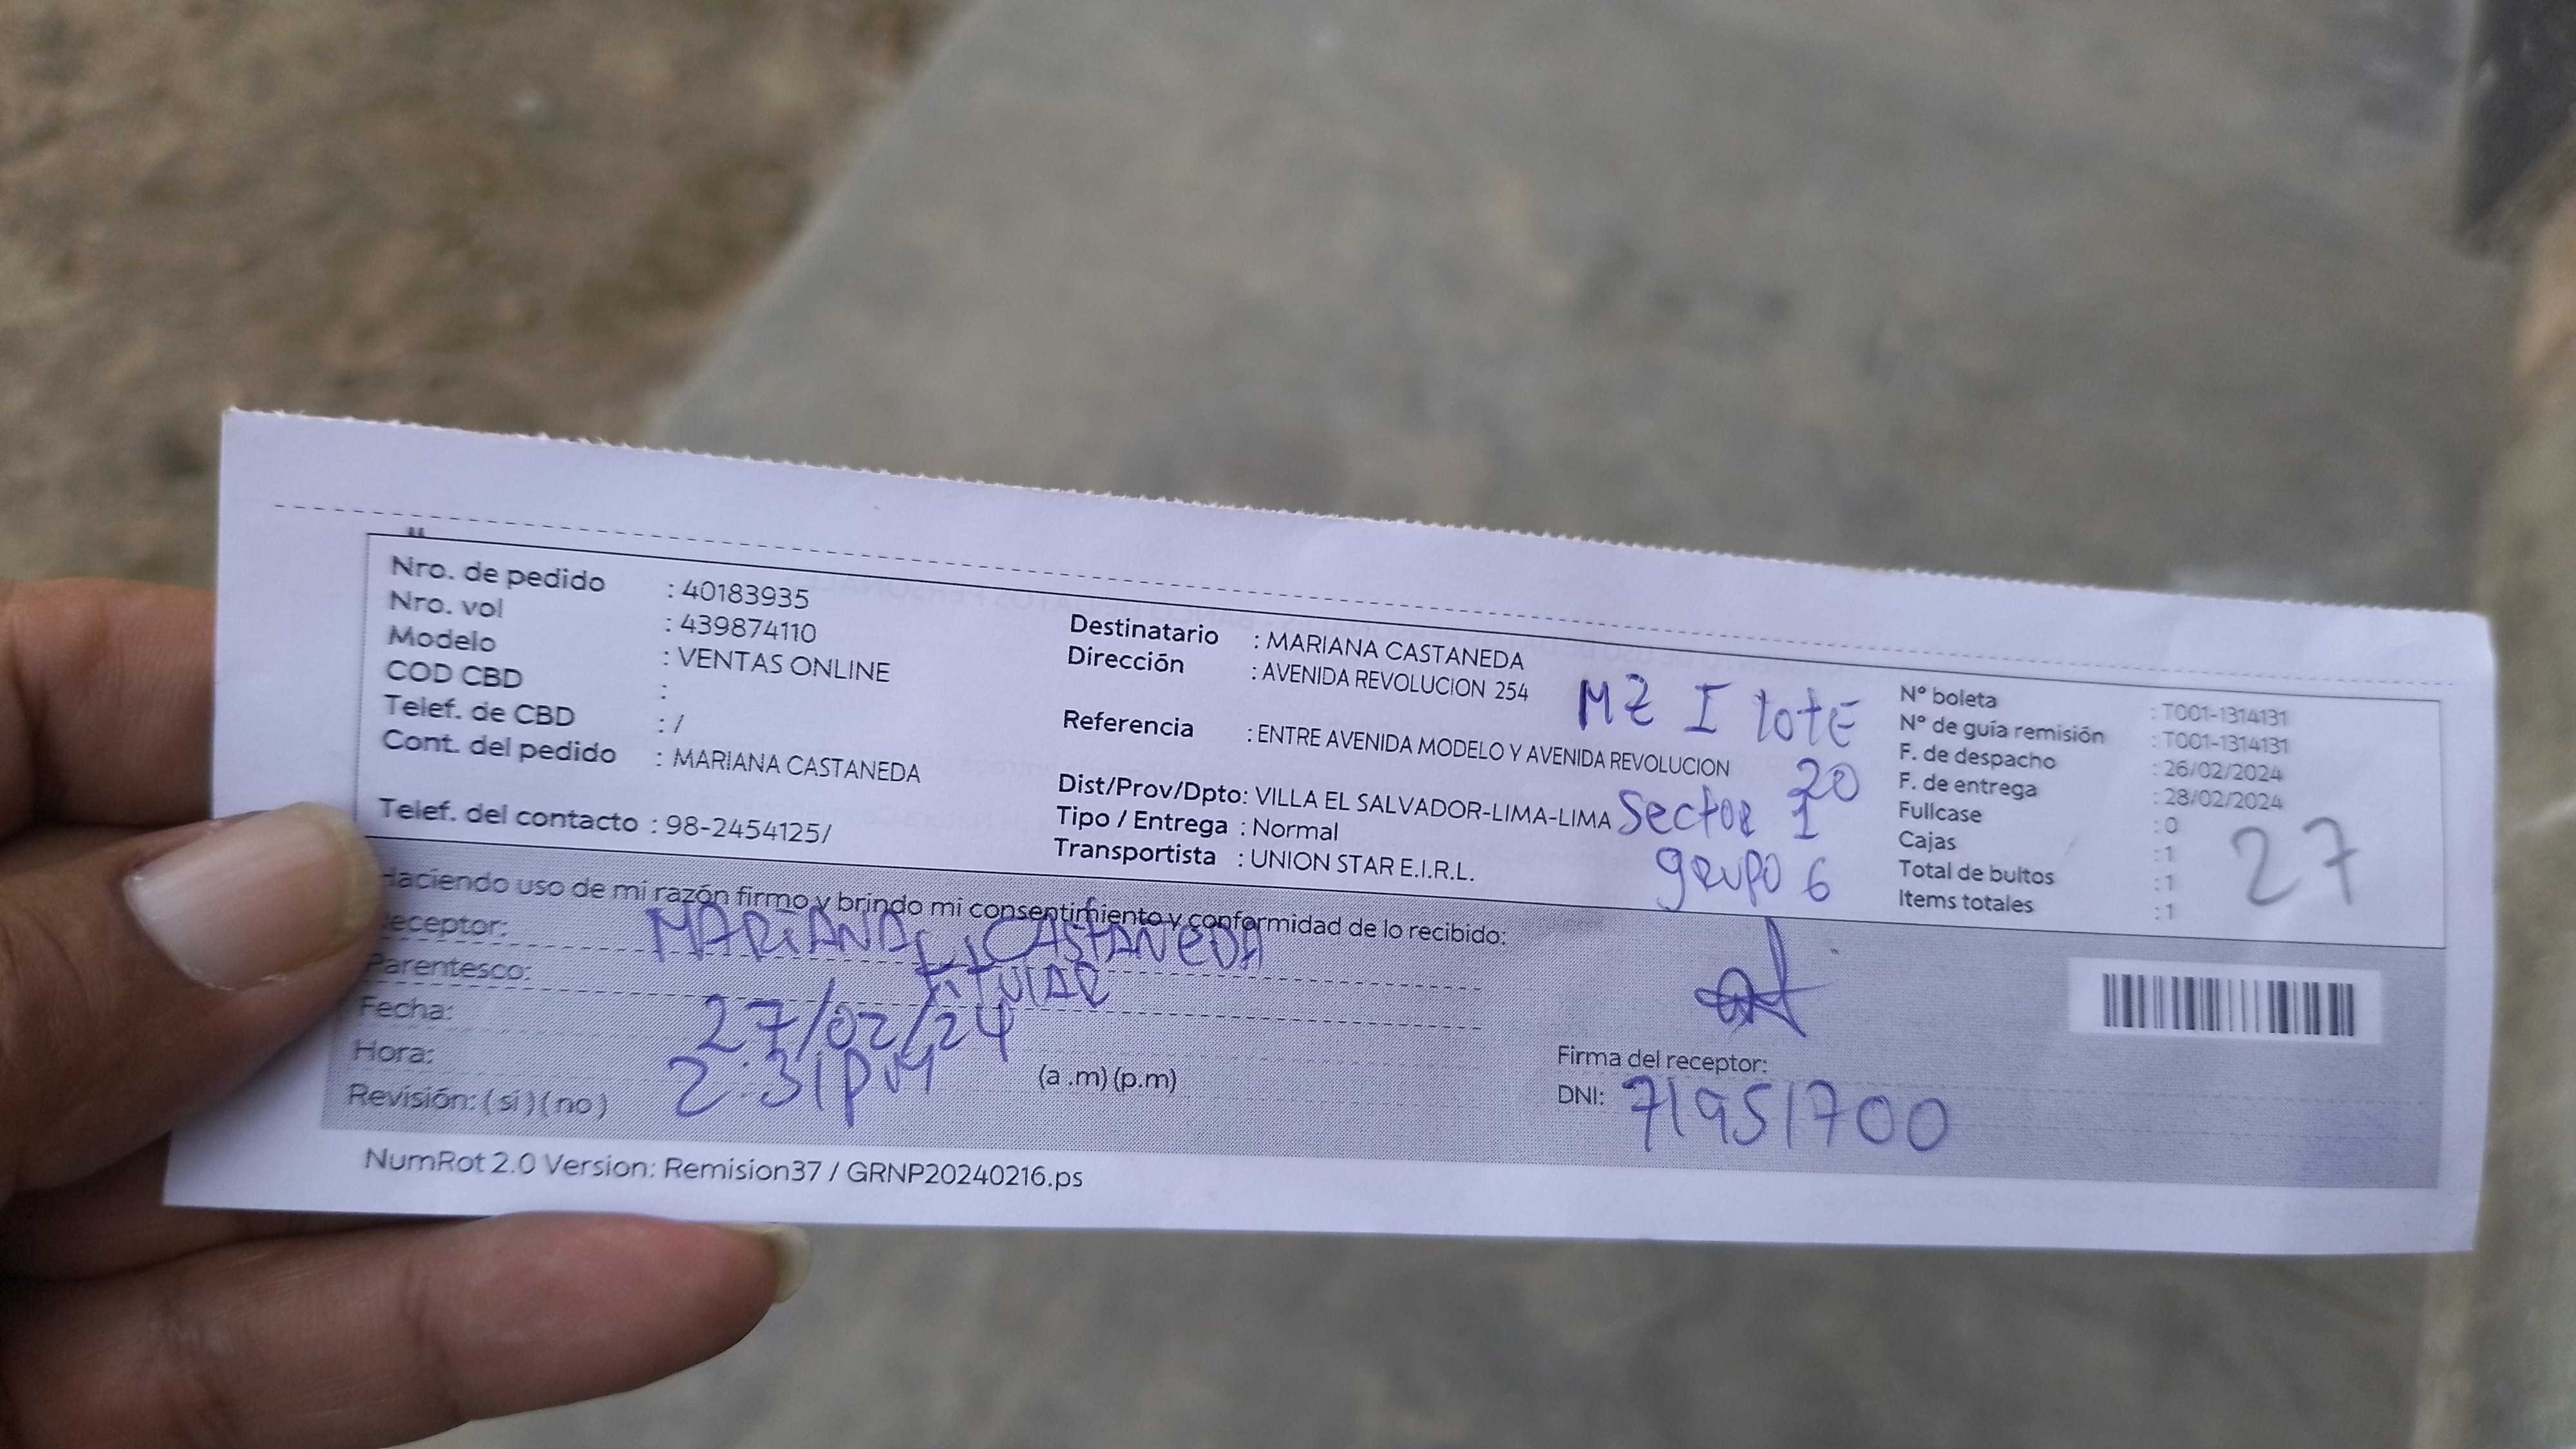 Nro. de pedido : 40183935
Nro. vol : 439874110
Modelo : VENTAS ONLINE
COD CBD :
Telef. de CBD : /
Cont. del pedido : MARIANA CASTANEDA
Telef. del contacto : 98-2454125/
Destinatario : MARIANA CASTANEDA
Dirección : AVENIDA REVOLUCION 254
MZ I lote
20
Referencia : ENTRE AVENIDA MODELO Y AVENIDA REVOLUCION
Dist/Prov/Dpto: VILLA EL SALVADOR-LIMA-LIMA
Sector 1
Tipo / Entrega : Normal
grupo 6
Transportista : UNION STAR E.I.R.L.
N° boleta : T001-1314131
N° de guía remisión : T001-1314131
F. de despacho : 26/02/2024
F. de entrega : 28/02/2024
Fullcase : 0
Cajas : 1
Total de bultos : 1
Items totales : 1
27
Haciendo uso de mi razón firmo y brindo mi consentimiento y conformidad de lo recibido:
Receptor: MARIANA CASTANEDA
Parentesco: titular
Fecha: 27/02/24
Hora: 2:31pm (a .m) (p.m)
Revisión: ( si ) ( no )
Firma del receptor:
DNI: 71951700
NumRot 2.0 Version: Remision37 / GRNP20240216.ps